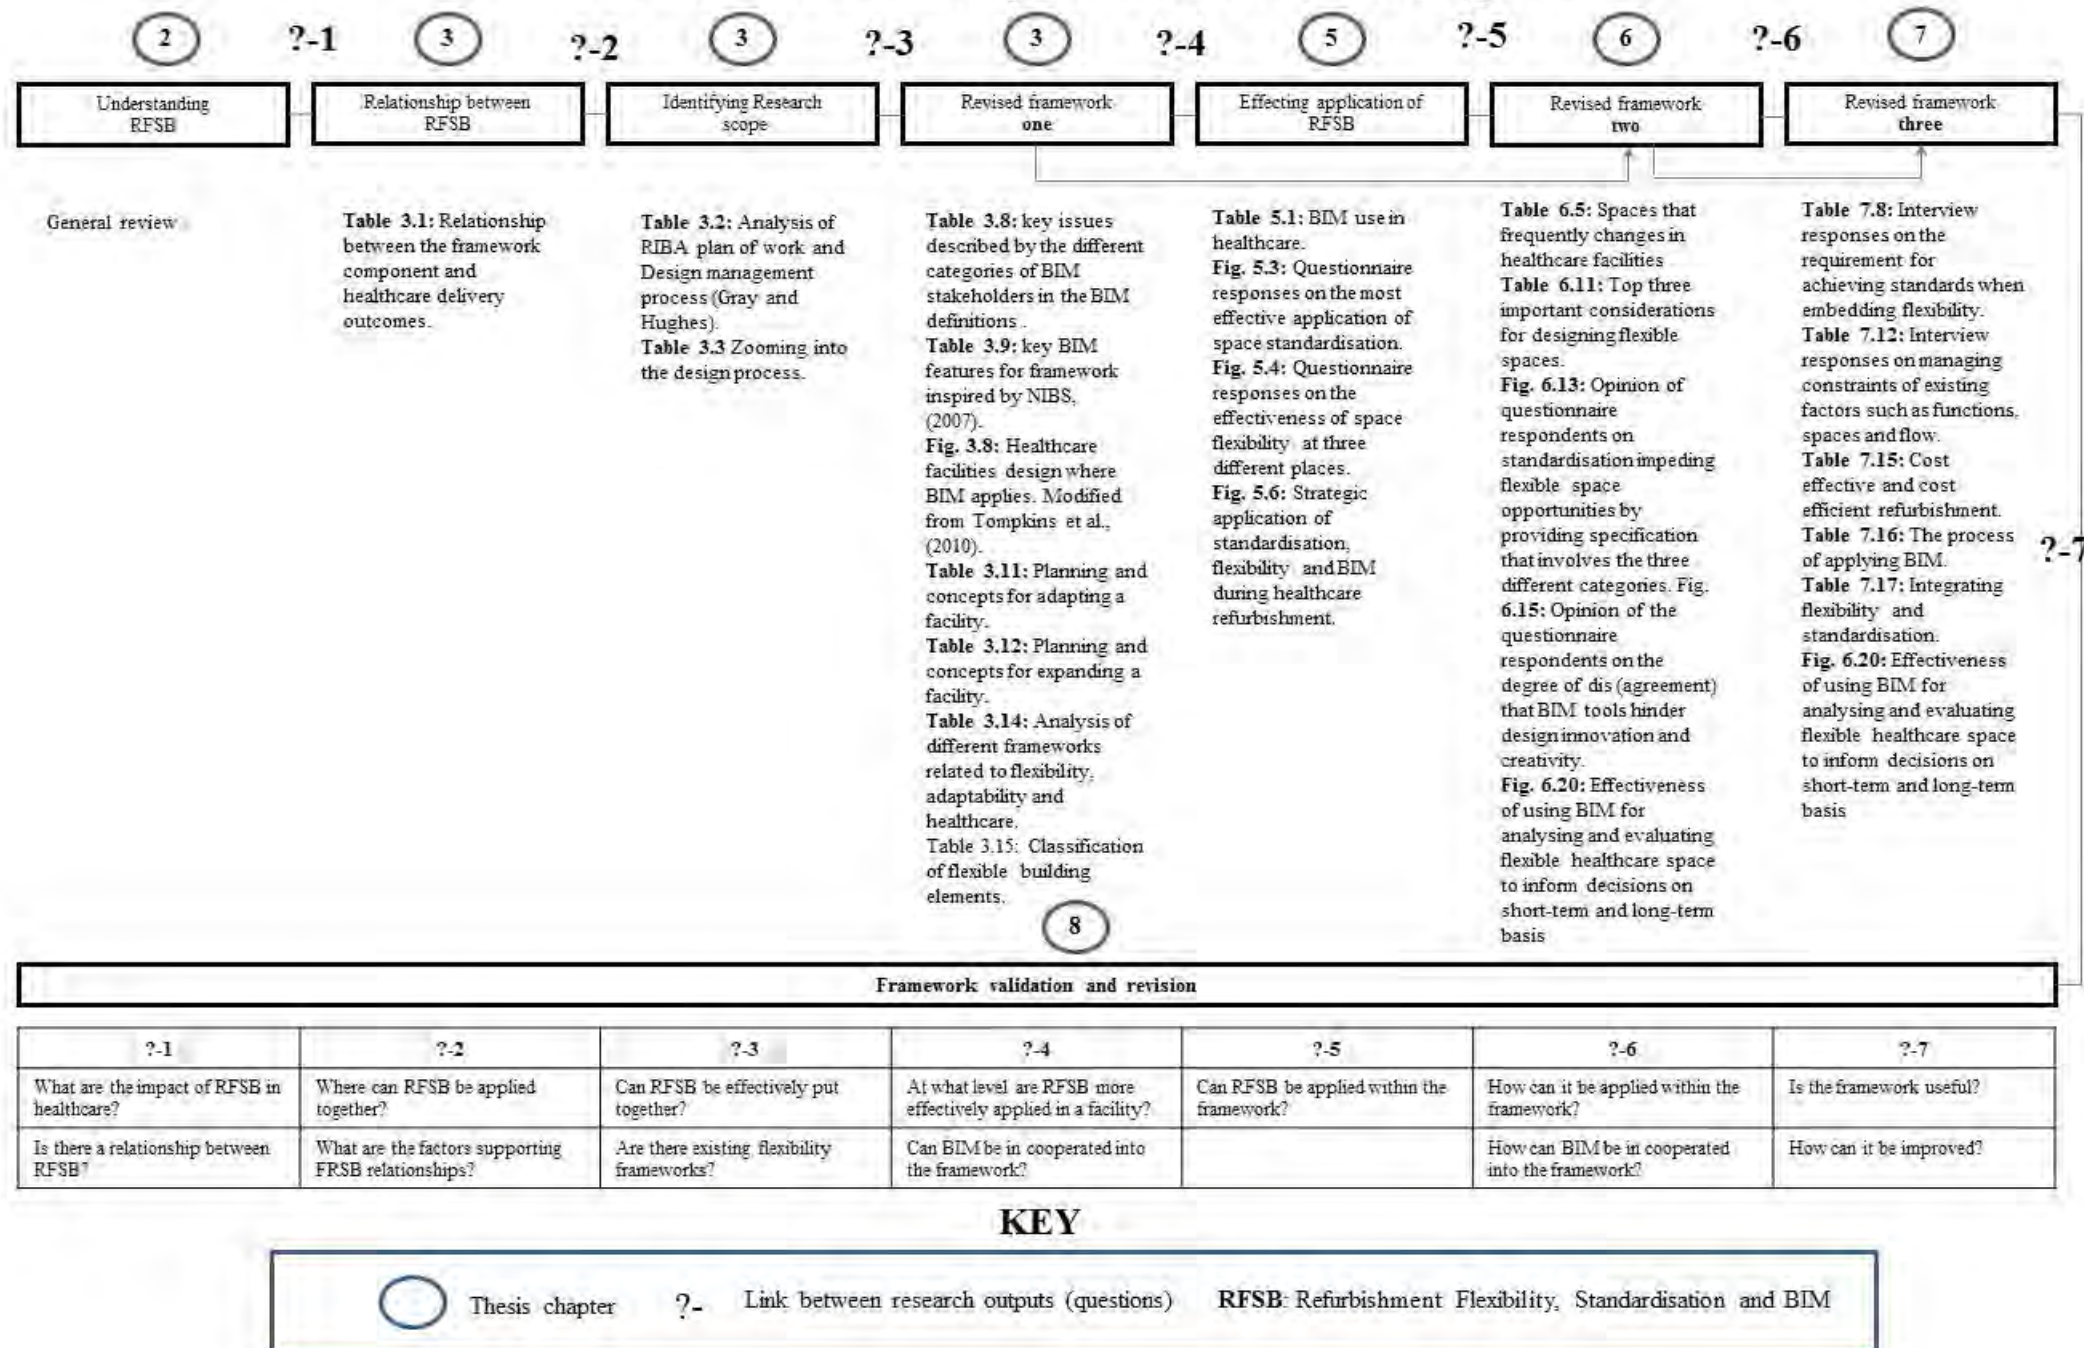 2
?-1
3
?-2
3
?-3
3
?-4
5
?-5
6
?-6
7
Understanding
RFSB
Relationship between
RFSB
Identifying Research
scope
Revised framework
one
Effecting application of
RFSB
Revised framework
two
Revised framework
three
General review
Table 3.1: Relationship
between the framework
component and
healthcare delivery
outcomes.
Table 3.2: Analysis of
RIBA plan of work and
Design management
process (Gray and
Hughes).
Table 3.3 Zooming into
the design process.
Table 3.8: key issues
described by the different
categories of BIM
stakeholders in the BIM
definitions .
Table 3.9: key BIM
features for framework
inspired by NIBS,
(2007).
Fig. 3.8: Healthcare
facilities design where
BIM applies. Modified
from Tompkins et al.,
(2010).
Table 3.11: Planning and
concepts for adapting a
facility.
Table 3.12: Planning and
concepts for expanding a
facility.
Table 3.14: Analysis of
different frameworks
related to flexibility,
adaptability and
healthcare.
Table 3.15: Classification
of flexible building
elements.
Table 5.1: BIM use in
healthcare.
Fig. 5.3: Questionnaire
responses on the most
effective application of
space standardisation.
Fig. 5.4: Questionnaire
responses on the
effectiveness of space
flexibility at three
different places.
Fig. 5.6: Strategic
application of
standardisation,
flexibility and BIM
during healthcare
refurbishment.
Table 6.5: Spaces that
frequently changes in
healthcare facilities
Table 6.11: Top three
important considerations
for designing flexible
spaces.
Fig. 6.13: Opinion of
questionnaire
respondents on
standardisation impeding
flexible space
opportunities by
providing specification
that involves the three
different categories. Fig.
6.15: Opinion of the
questionnaire
respondents on the
degree of dis (agreement)
that BIM tools hinder
design innovation and
creativity.
Fig. 6.20: Effectiveness
of using BIM for
analysing and evaluating
flexible healthcare space
to inform decisions on
short-term and long-term
basis
Table 7.8: Interview
responses on the
requirement for
achieving standards when
embedding flexibility.
Table 7.12: Interview
responses on managing
constraints of existing
factors such as functions,
spaces and flow.
Table 7.15: Cost
effective and cost
efficient refurbishment.
Table 7.16: The process
of applying BIM.
Table 7.17: Integrating
flexibility and
standardisation.
Fig. 6.20: Effectiveness
of using BIM for
analysing and evaluating
flexible healthcare space
to inform decisions on
short-term and long-term
basis
?-7
8
Framework validation and revision
?-1
?-2
?-3
?-4
?-5
?-6
?-7
What are the impact of RFSB in
healthcare?
Where can RFSB be applied
together?
Can RFSB be effectively put
together?
At what level are RFSB more
effectively applied in a facility?
Can RFSB be applied within the
framework?
How can it be applied within the
framework?
Is the framework useful?
Is there a relationship between
RFSB?
What are the factors supporting
FRSB relationships?
Are there existing flexibility
frameworks?
Can BIM be in cooperated into
the framework?
How can BIM be in cooperated
into the framework?
How can it be improved?
KEY
Thesis chapter
?- Link between research outputs (questions)
RFSB: Refurbishment Flexibility, Standardisation and BIM